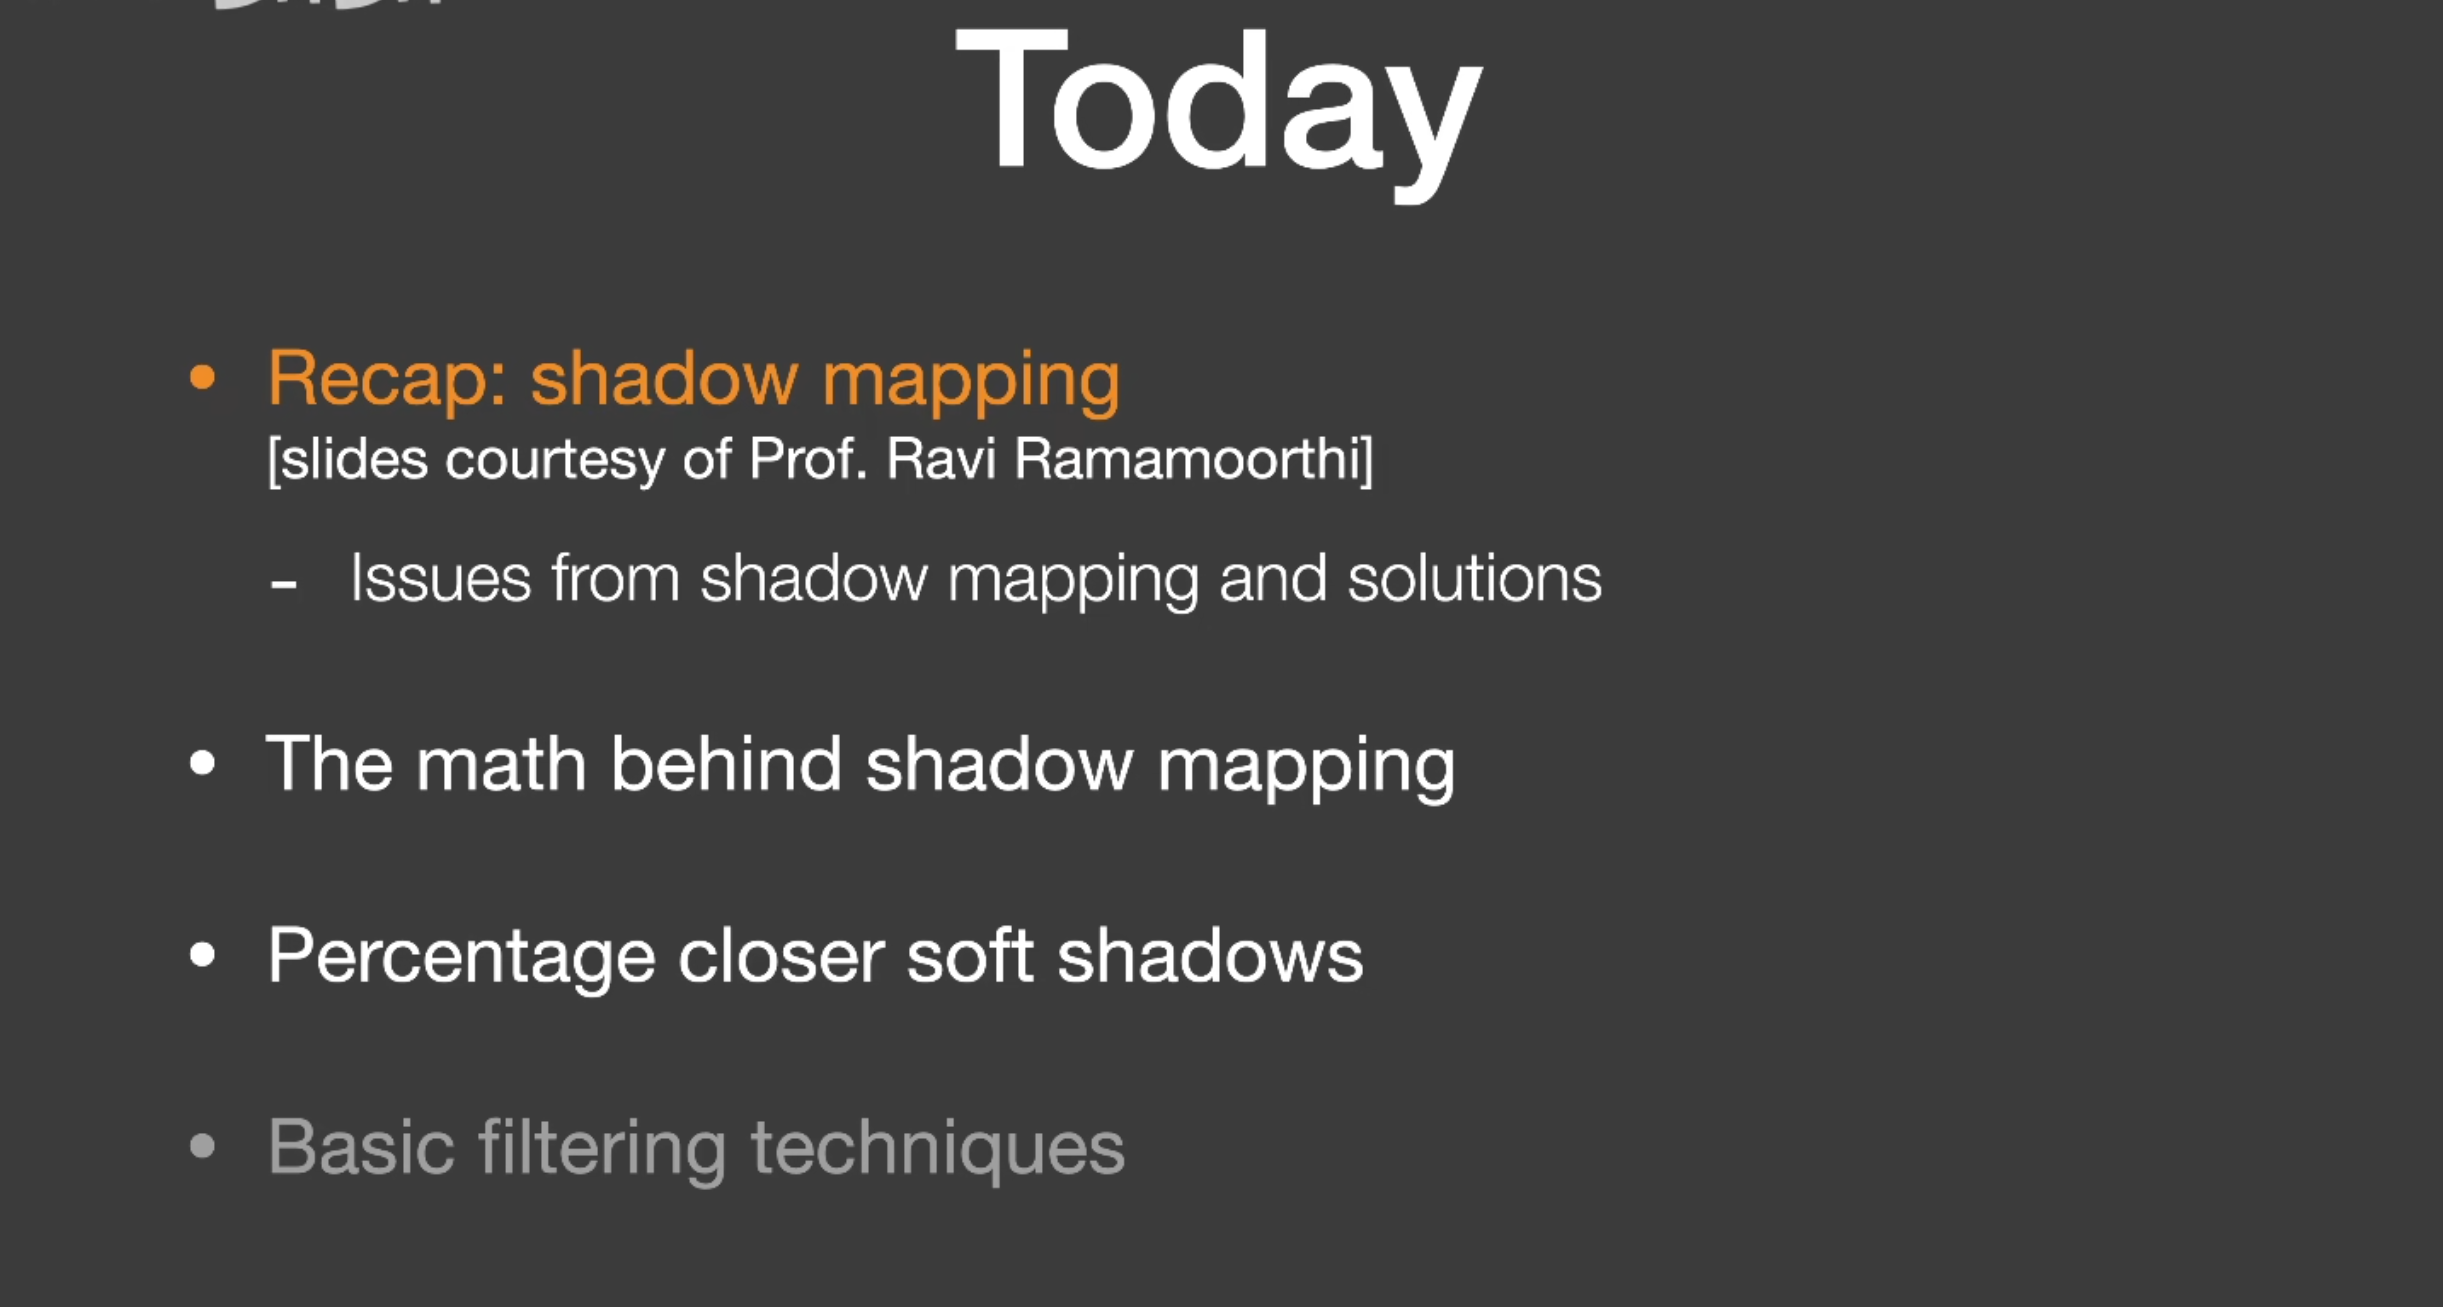 Today
• Recap: shadow mapping
[slides courtesy of Prof. Ravi Ramamoorthi]
- Issues from shadow mapping and solutions
• The math behind shadow mapping
• Percentage closer soft shadows
• Basic filtering techniques